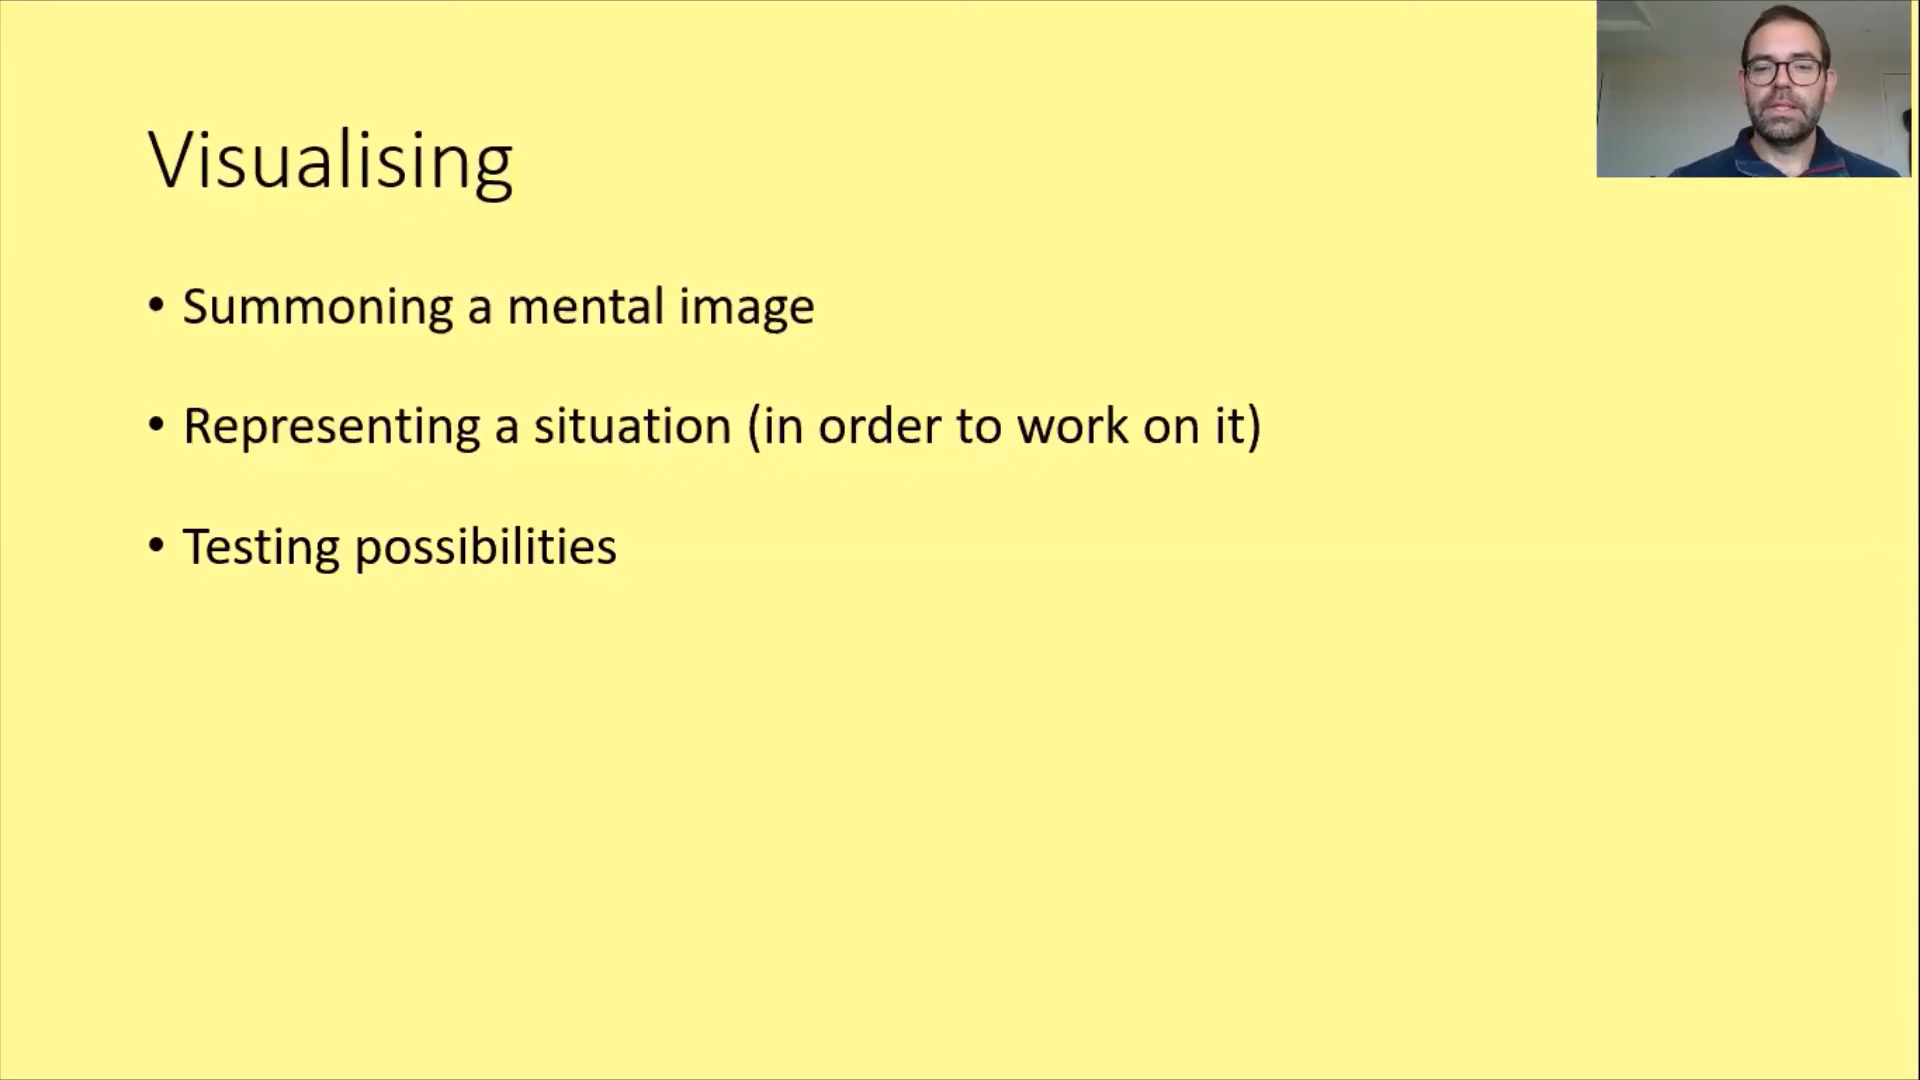 Visualising
• Summoning a mental image
• Representing a situation (in order to work on it)
• Testing possibilities